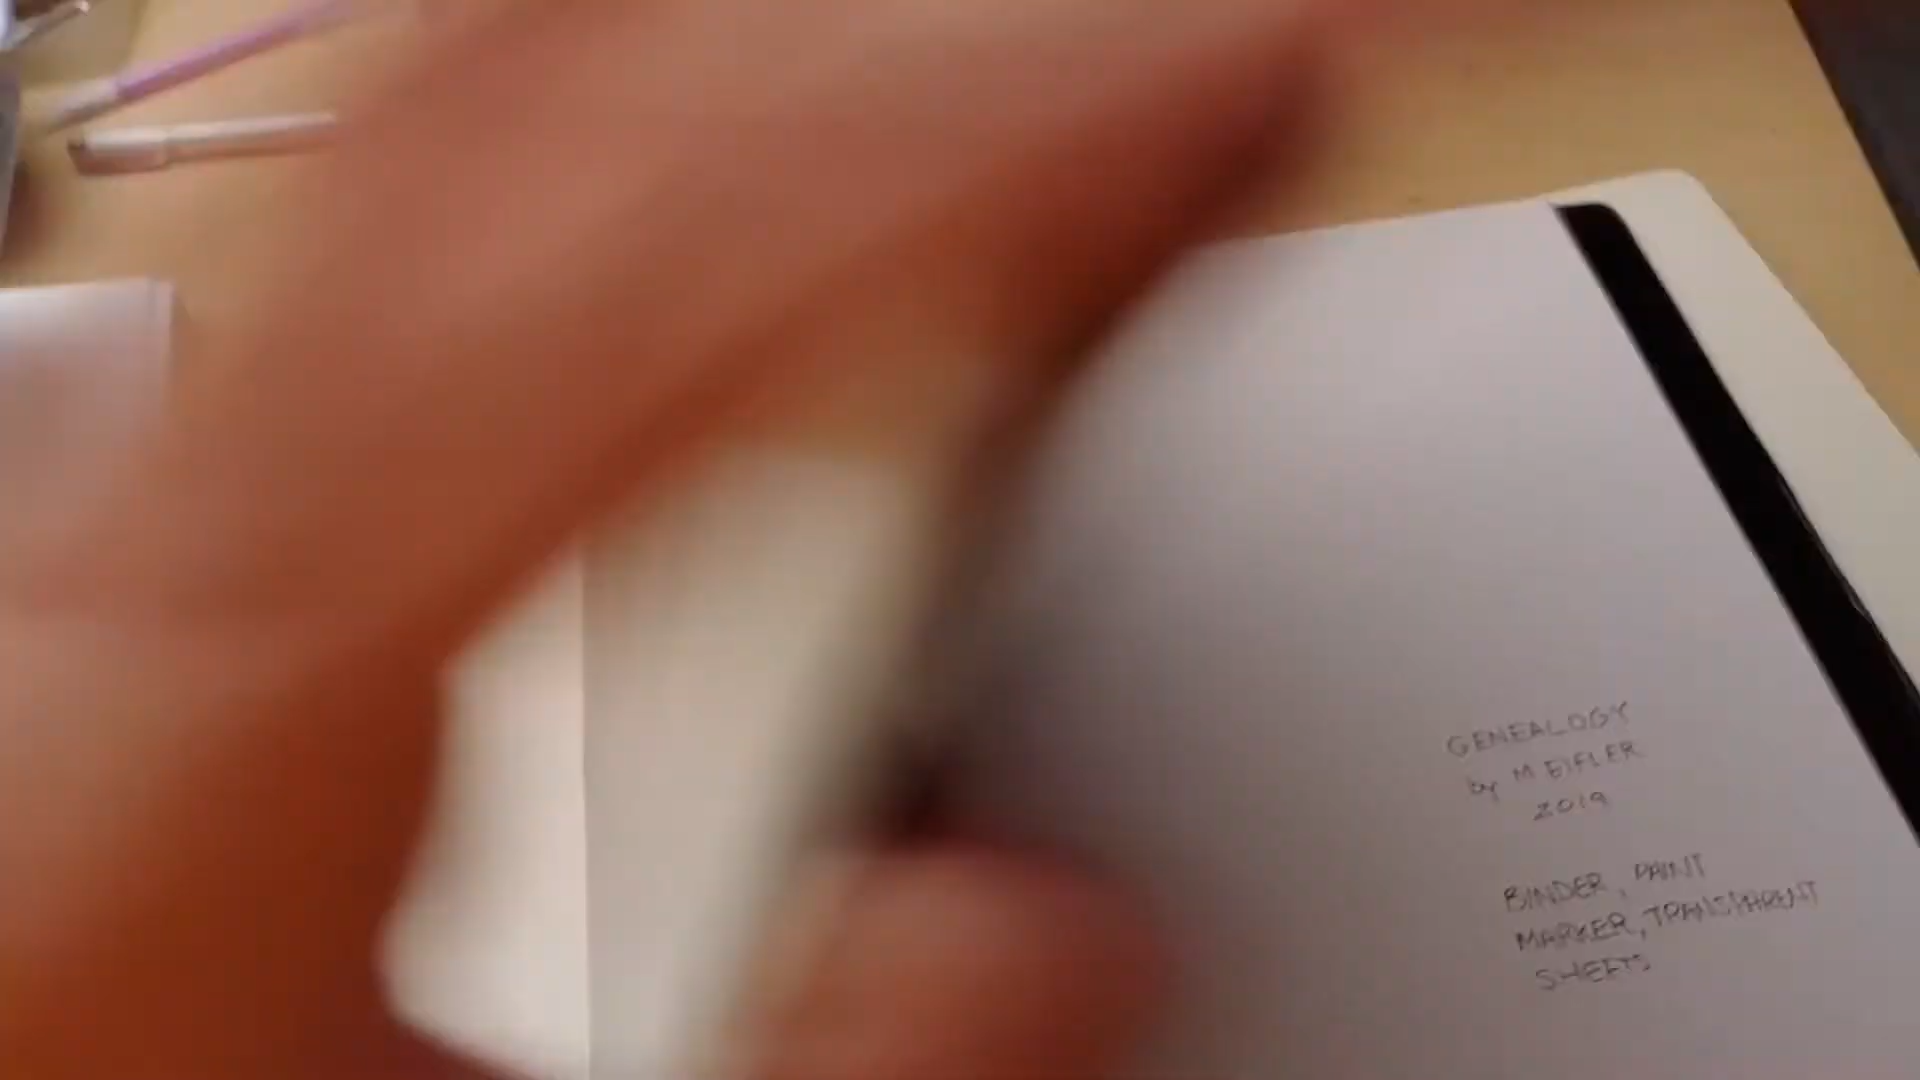 GENEALOGY
by M EIFLER
2019
BINDER, PAINT
MARKER, TRANSPARENT
SHEETS